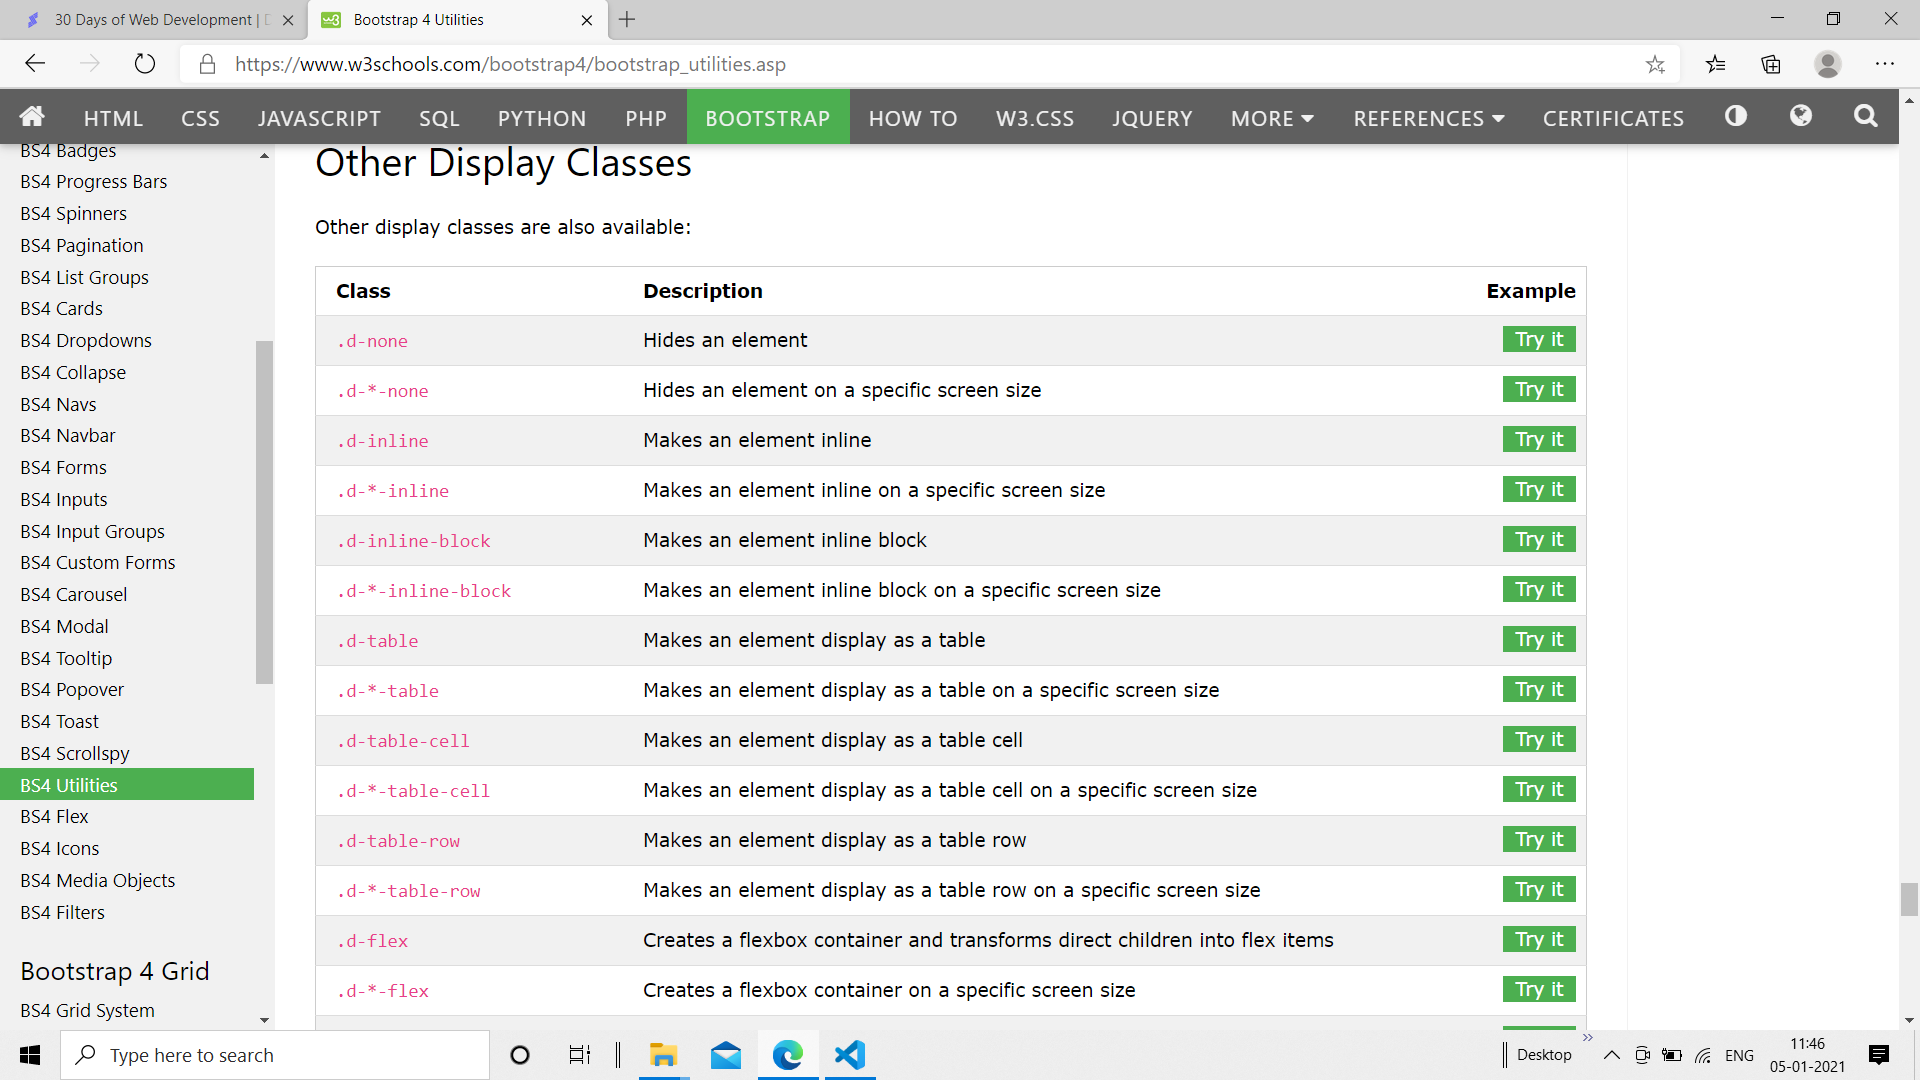 30 Days of Web Development |
Bootstrap 4 Utilities
https://www.w3schools.com/bootstrap4/bootstrap_utilities.asp
HTML CSS JAVASCRIPT SQL PYTHON PHP BOOTSTRAP HOW TO W3.CSS JQUERY MORE REFERENCES CERTIFICATES
BS4 Badges
BS4 Progress Bars
BS4 Spinners
BS4 Pagination
BS4 List Groups
BS4 Cards
BS4 Dropdowns
BS4 Collapse
BS4 Navs
BS4 Navbar
BS4 Forms
BS4 Inputs
BS4 Input Groups
BS4 Custom Forms
BS4 Carousel
BS4 Modal
BS4 Tooltip
BS4 Popover
BS4 Toast
BS4 Scrollspy
BS4 Utilities
BS4 Flex
BS4 Icons
BS4 Media Objects
BS4 Filters
Bootstrap 4 Grid
BS4 Grid System
Other Display Classes
Other display classes are also available:
Class Description Example
.d-none Hides an element Try it
.d-*-none Hides an element on a specific screen size Try it
.d-inline Makes an element inline Try it
.d-*-inline Makes an element inline on a specific screen size Try it
.d-inline-block Makes an element inline block Try it
.d-*-inline-block Makes an element inline block on a specific screen size Try it
.d-table Makes an element display as a table Try it
.d-*-table Makes an element display as a table on a specific screen size Try it
.d-table-cell Makes an element display as a table cell Try it
.d-*-table-cell Makes an element display as a table cell on a specific screen size Try it
.d-table-row Makes an element display as a table row Try it
.d-*-table-row Makes an element display as a table row on a specific screen size Try it
.d-flex Creates a flexbox container and transforms direct children into flex items Try it
.d-*-flex Creates a flexbox container on a specific screen size Try it
Type here to search
Desktop
ENG
11:46
05-01-2021